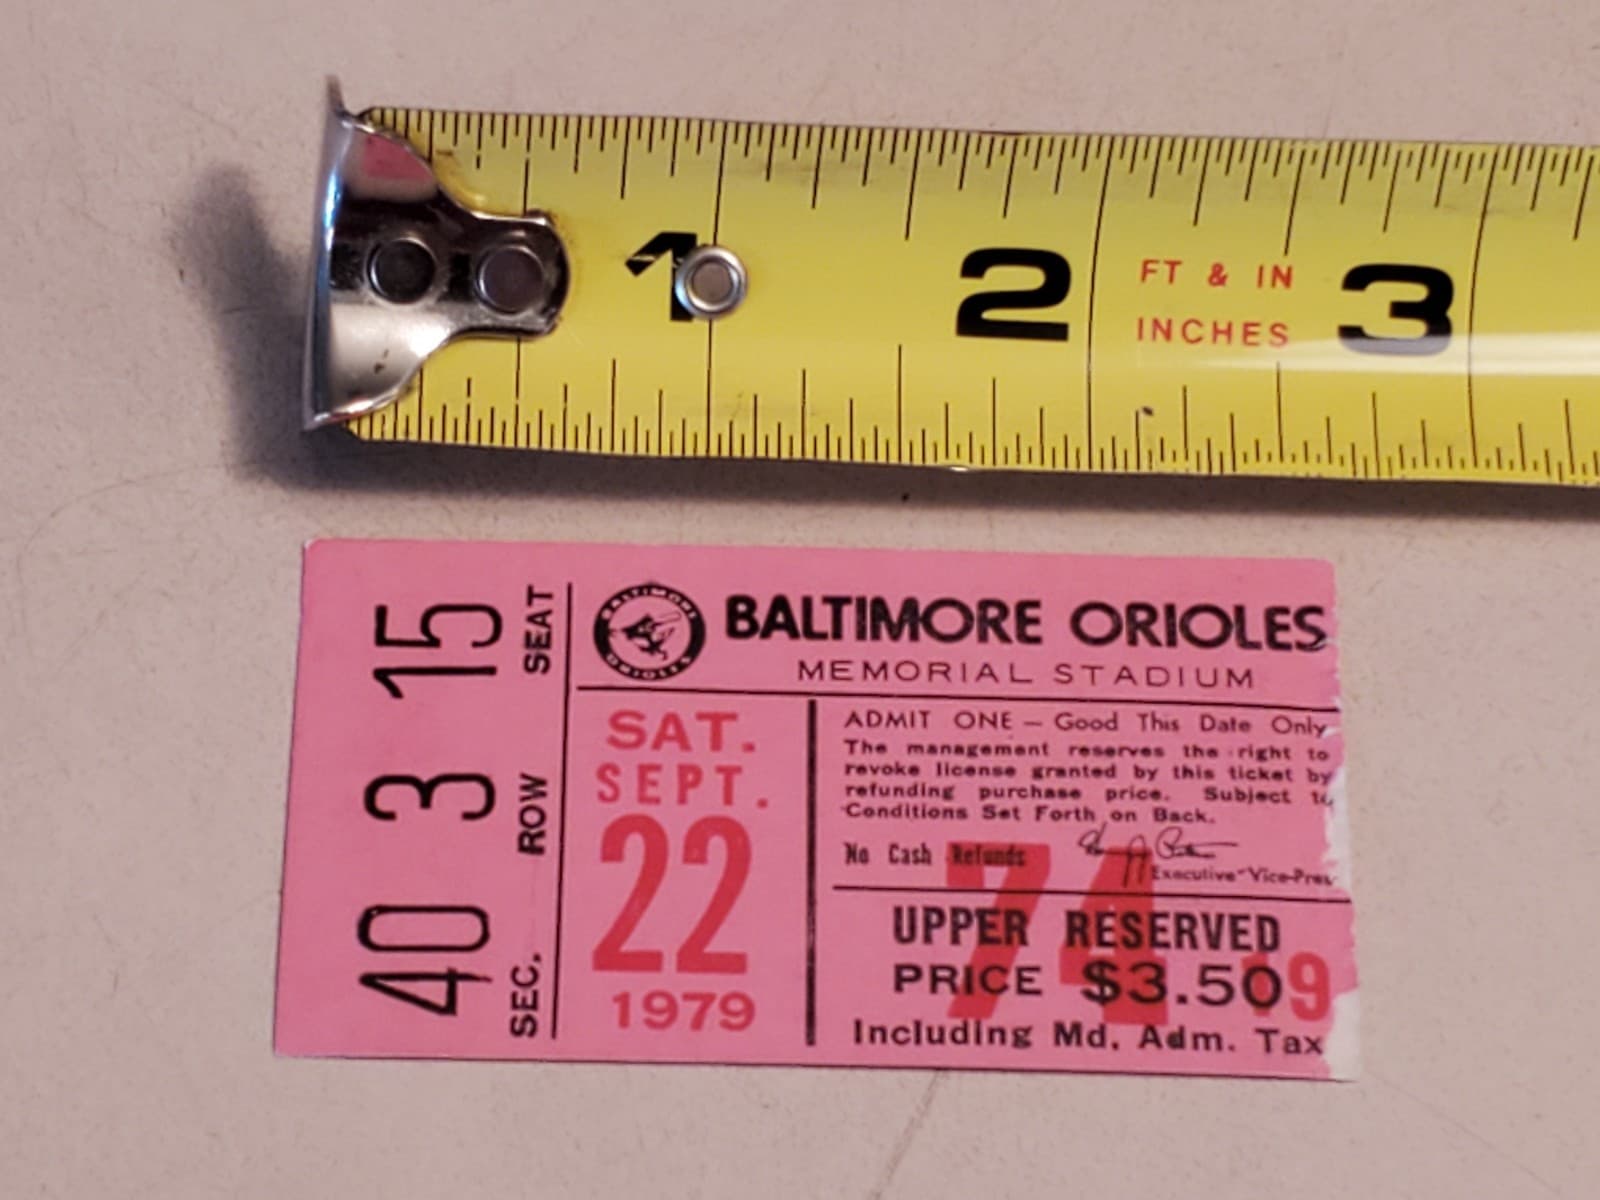 1 2 3
FT & IN
INCHES
15 SEAT
3 ROW
40 SEC.
BALTIMORE ORIOLES
BALTIMORE ORIOLES
MEMORIAL STADIUM
SAT.
SEPT.
22
1979
ADMIT ONE — Good This Date Only
The management reserves the right to
revoke license granted by this ticket by
refunding purchase price. Subject to
Conditions Set Forth on Back.
No Cash Refunds
Executive Vice-Pres
74
UPPER RESERVED
PRICE $3.50
19
Including Md. Adm. Tax